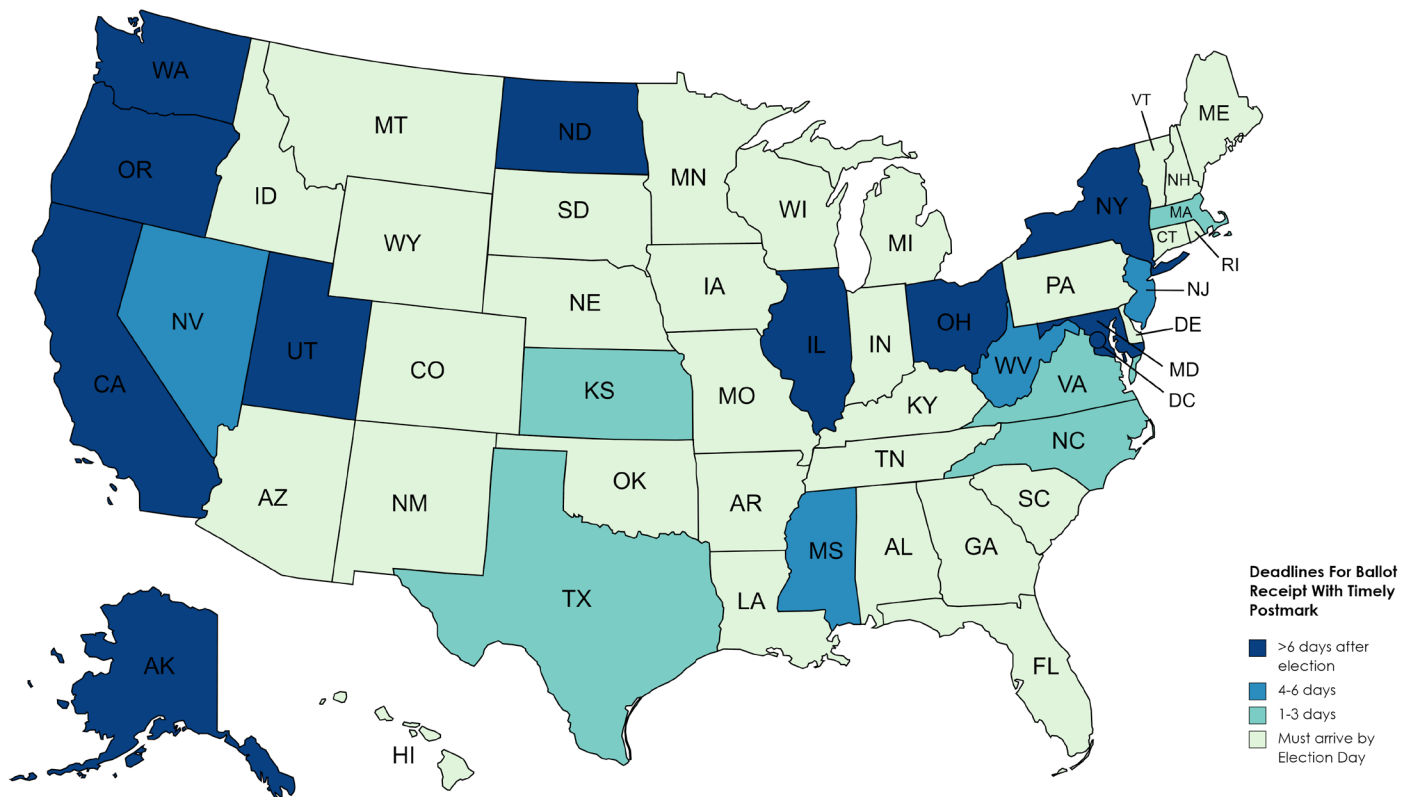 WA
MT
ND
OR
ID
MN
SD
WI
WY
MI
VT
ME
NH
NY
MA
CT
RI
IA
NE
PA
NJ
NV
UT
CO
CA
IL
IN
OH
DE
WV
MD
KS
MO
VA
DC
KY
NC
TN
OK
AZ
NM
AR
SC
MS
AL
GA
TX
LA
FL
AK
HI
Deadlines For Ballot
Receipt With Timely
Postmark
>6 days after
election
4-6 days
1-3 days
Must arrive by
Election Day